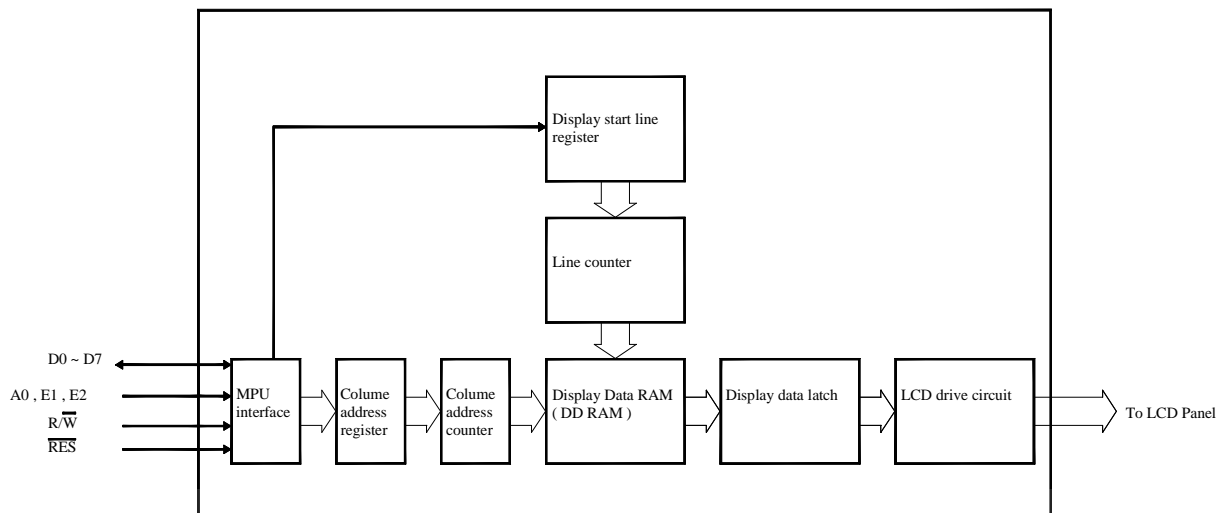 Display start line
register
Line counter
D0 ~ D7
A0 , E1 , E2
R/W̅
R̅E̅S̅
MPU
interface
Colume
address
register
Colume
address
counter
Display Data RAM
( DD RAM )
Display data latch
LCD drive circuit
To LCD Panel